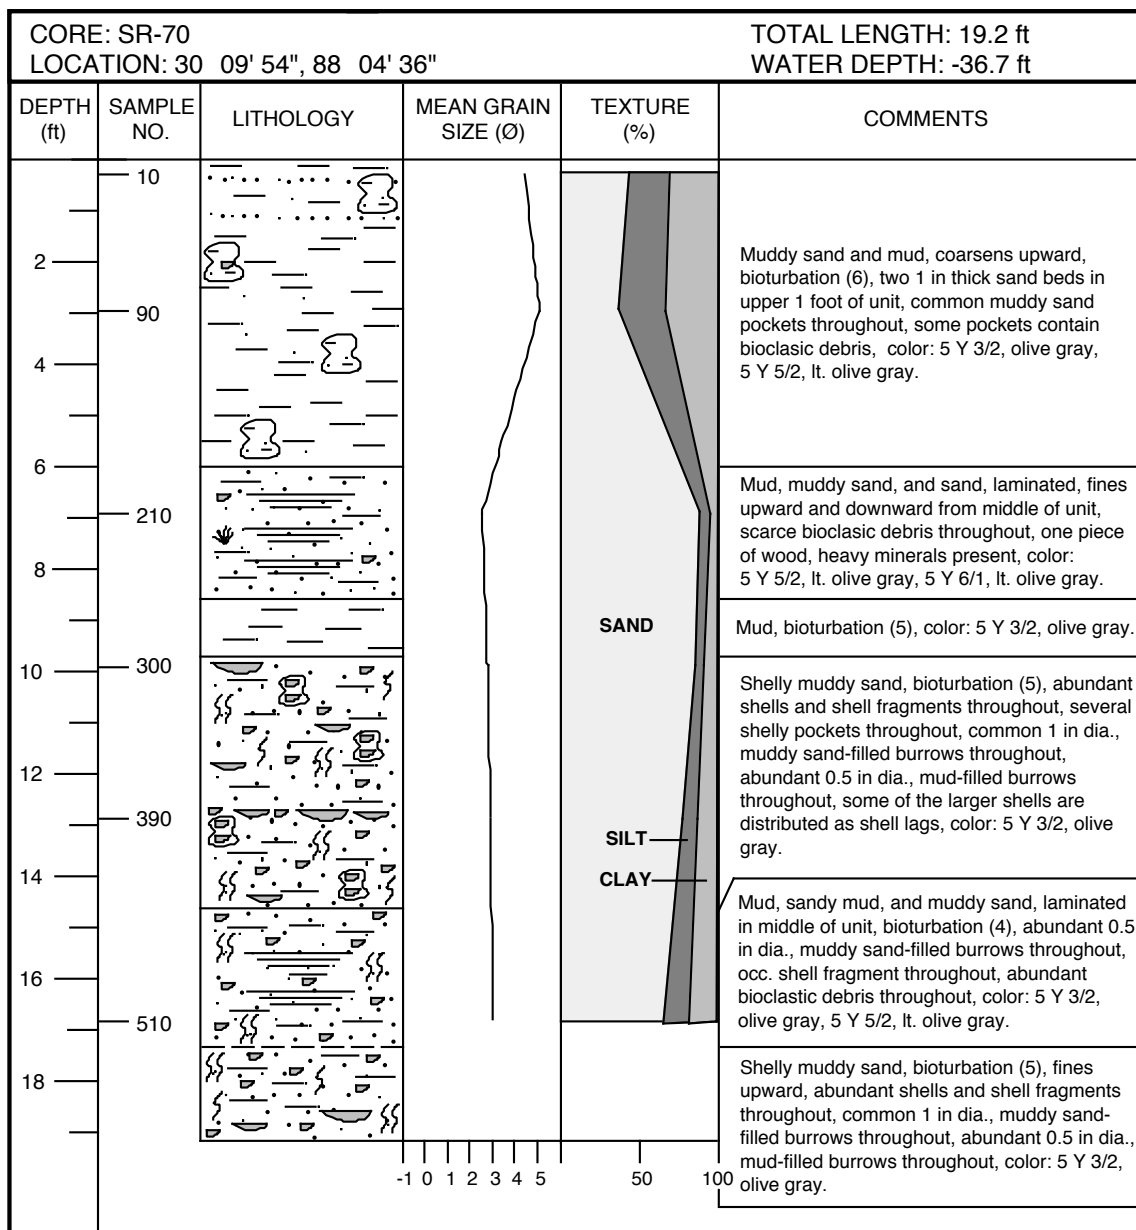 CORE: SR-70
LOCATION: 30 09' 54", 88 04' 36"
TOTAL LENGTH: 19.2 ft
WATER DEPTH: -36.7 ft
DEPTH
(ft)
SAMPLE
NO.
LITHOLOGY
MEAN GRAIN
SIZE (Ø)
TEXTURE
(%)
COMMENTS
2
4
6
8
10
12
14
16
18
10
90
210
300
390
510
-1 0 1 2 3 4 5
SAND
SILT
CLAY
50 100
Muddy sand and mud, coarsens upward,
bioturbation (6), two 1 in thick sand beds in
upper 1 foot of unit, common muddy sand
pockets throughout, some pockets contain
bioclasic debris, color: 5 Y 3/2, olive gray,
5 Y 5/2, lt. olive gray.
Mud, muddy sand, and sand, laminated, fines
upward and downward from middle of unit,
scarce bioclasic debris throughout, one piece
of wood, heavy minerals present, color:
5 Y 5/2, lt. olive gray, 5 Y 6/1, lt. olive gray.
Mud, bioturbation (5), color: 5 Y 3/2, olive gray.
Shelly muddy sand, bioturbation (5), abundant
shells and shell fragments throughout, several
shelly pockets throughout, common 1 in dia.,
muddy sand-filled burrows throughout,
abundant 0.5 in dia., mud-filled burrows
throughout, some of the larger shells are
distributed as shell lags, color: 5 Y 3/2, olive
gray.
Mud, sandy mud, and muddy sand, laminated
in middle of unit, bioturbation (4), abundant 0.5
in dia., muddy sand-filled burrows throughout,
occ. shell fragment throughout, abundant
bioclastic debris throughout, color: 5 Y 3/2,
olive gray, 5 Y 5/2, lt. olive gray.
Shelly muddy sand, bioturbation (5), fines
upward, abundant shells and shell fragments
throughout, common 1 in dia., muddy sand-
filled burrows throughout, abundant 0.5 in dia.,
mud-filled burrows throughout, color: 5 Y 3/2,
olive gray.